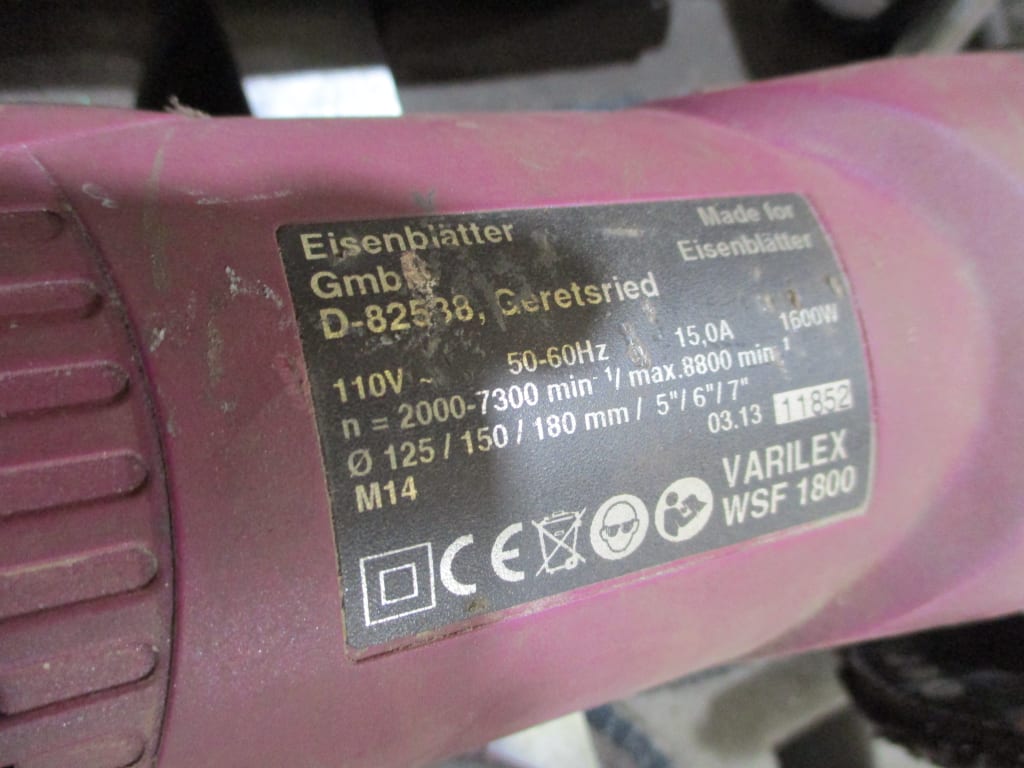 Eisenblätter
GmbH
D-82538, Geretsried
Made for
Eisenblätter
110V ~ 50-60Hz 15,0A 1600W
n = 2000-7300 min⁻¹/ max.8800 min⁻¹
Ø 125 / 150 / 180 mm / 5"/ 6"/ 7"
M14
03.13 11852
VARILEX
WSF 1800
CE